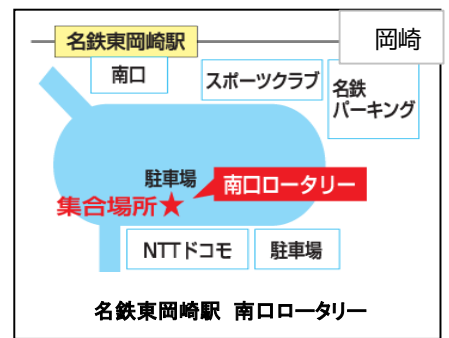 岡崎
名鉄東岡崎駅
南口
スポーツクラブ
名鉄
パーキング
駐車場
南口ロータリー
集合場所★
NTTドコモ
駐車場
名鉄東岡崎駅 南口ロータリー